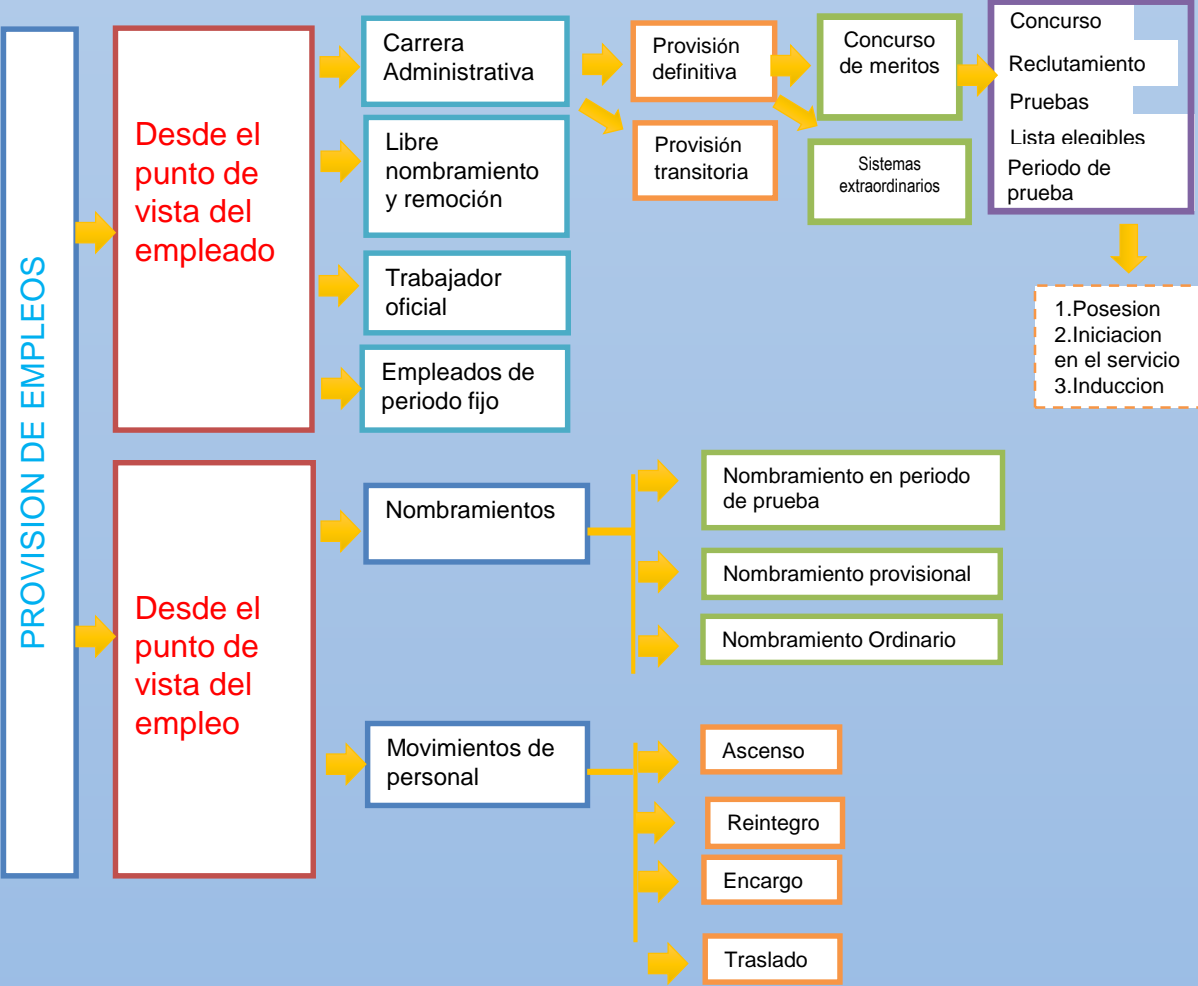 PROVISION DE EMPLEOS
Desde el
punto de
vista del
empleado
Carrera
Administrativa
Libre
nombramiento
y remoción
Trabajador
oficial
Empleados de
periodo fijo
Provisión
definitiva
Provisión
transitoria
Concurso
de meritos
Sistemas
extraordinarios
Concurso
Reclutamiento
Pruebas
Lista elegibles
Periodo de
prueba
1.Posesion
2.Iniciacion
en el servicio
3.Induccion
Desde el
punto de
vista del
empleo
Nombramientos
Nombramiento en periodo
de prueba
Nombramiento provisional
Nombramiento Ordinario
Movimientos de
personal
Ascenso
Reintegro
Encargo
Traslado